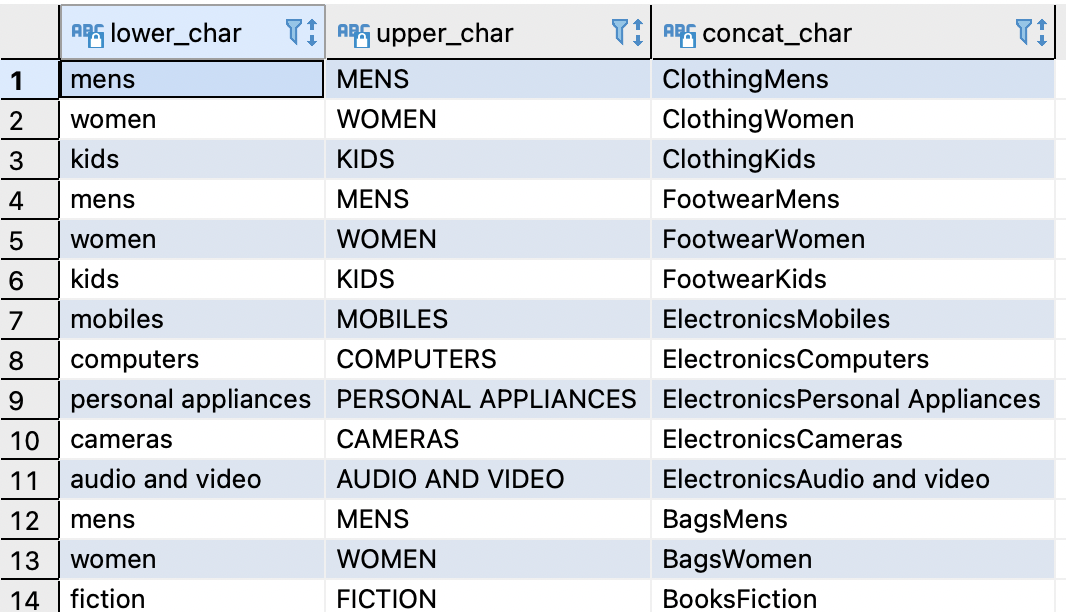 ABC lower_char ABC upper_char ABC concat_char
1 mens MENS ClothingMens
2 women WOMEN ClothingWomen
3 kids KIDS ClothingKids
4 mens MENS FootwearMens
5 women WOMEN FootwearWomen
6 kids KIDS FootwearKids
7 mobiles MOBILES ElectronicsMobiles
8 computers COMPUTERS ElectronicsComputers
9 personal appliances PERSONAL APPLIANCES ElectronicsPersonal Appliances
10 cameras CAMERAS ElectronicsCameras
11 audio and video AUDIO AND VIDEO ElectronicsAudio and video
12 mens MENS BagsMens
13 women WOMEN BagsWomen
14 fiction FICTION BooksFiction